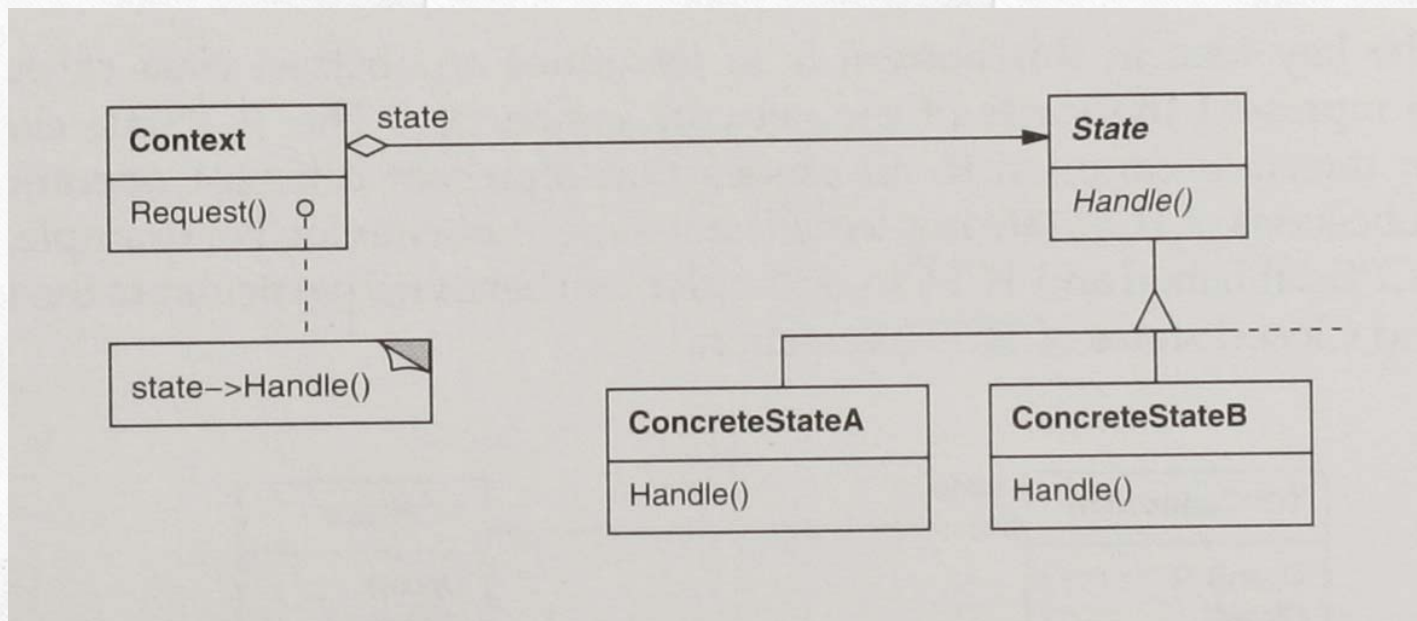 Context
Request()
state
State
Handle()
state–>Handle()
ConcreteStateA
Handle()
ConcreteStateB
Handle()